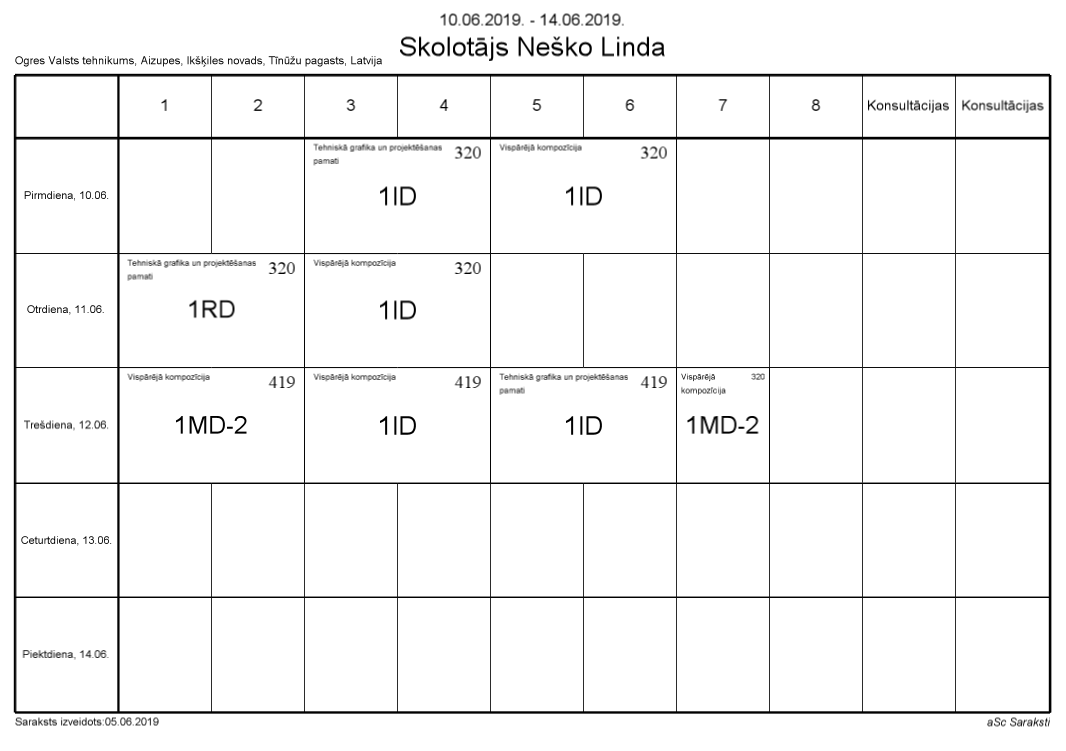 10.06.2019. - 14.06.2019.
Skolotājs Neško Linda
Ogres Valsts tehnikums, Aizupes, Ikšķiles novads, Tīnūžu pagasts, Latvija
1 2 3 4 5 6 7 8 Konsultācijas Konsultācijas
Pirmdiena, 10.06.
Tehniskā grafika un projektēšanas
pamati
320
1ID
Vispārējā kompozīcija
320
1ID
Otrdiena, 11.06.
Tehniskā grafika un projektēšanas
pamati
320
1RD
Vispārējā kompozīcija
320
1ID
Trešdiena, 12.06.
Vispārējā kompozīcija
419
1MD-2
Vispārējā kompozīcija
419
1ID
Tehniskā grafika un projektēšanas
pamati
419
1ID
Vispārējā
kompozīcija
320
1MD-2
Ceturtdiena, 13.06.
Piektdiena, 14.06.
Saraksts izveidots:05.06.2019
aSc Saraksti